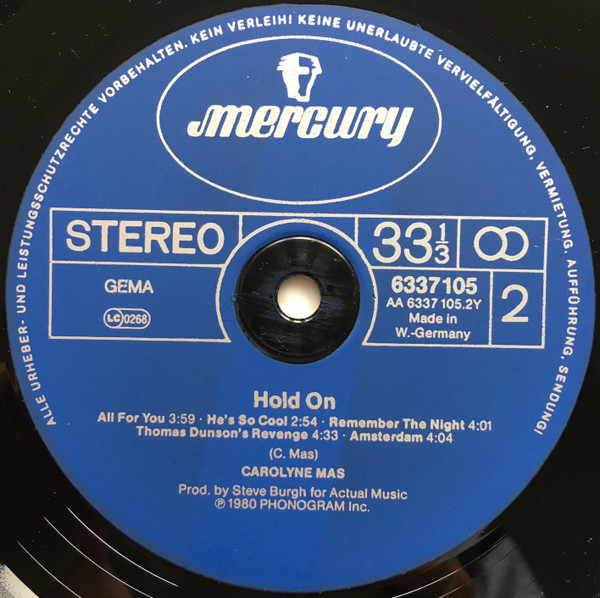 ALLE URHEBER- UND LEISTUNGSSCHUTZRECHTE VORBEHALTEN. KEIN VERLEIH! KEINE UNERLAUBTE VERVIELFÄLTIGUNG, VERMIETUNG, AUFFÜHRUNG, SENDUNG!
mercury
STEREO
33 1/3
GEMA
LC 0268
6337105
AA 6337 105.2Y
Made in
W.-Germany
2
Hold On
All For You 3:59 · He's So Cool 2:54 · Remember The Night 4:01
Thomas Dunson's Revenge 4:33 · Amsterdam 4:04
(C. Mas)
CAROLYNE MAS
Prod. by Steve Burgh for Actual Music
℗ 1980 PHONOGRAM Inc.